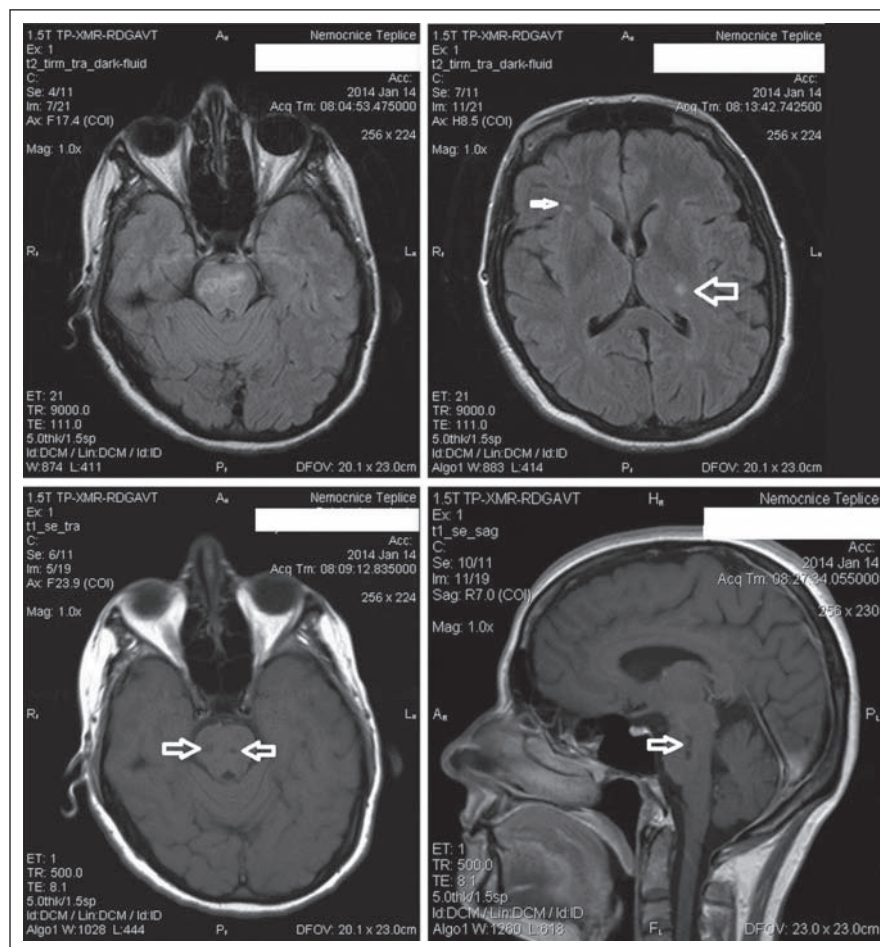 1.5T TP-XMR-RDGAVT
Ex: 1
t2_tirm_tra_dark-fluid
C:
Se: 4/11
Im: 7/21
Ax: F17.4 (COI)
Mag: 1.0x
A
Nemocnice Teplice
Acc:
2014 Jan 14
Acq Tm: 08:04:53.475000
256 x 224
R
L
ET: 21
TR: 9000.0
TE: 111.0
5.0thk/1.5sp
Id:DCM / Lin:DCM / Id:ID
W:874 L:411
P
DFOV: 20.1 x 23.0cm
1.5T TP-XMR-RDGAVT
Ex: 1
t2_tirm_tra_dark-fluid
C:
Se: 7/11
Im: 11/21
Ax: H8.5 (COI)
Mag: 1.0x
A
Nemocnice Teplice
Acc:
2014 Jan 14
Acq Tm: 08:13:42.742500
256 x 224
R
L
ET: 21
TR: 9000.0
TE: 111.0
5.0thk/1.5sp
Id:DCM / Lin:DCM / Id:ID
Algo1 W:883 L:414
P
DFOV: 20.1 x 23.0cm
1.5T TP-XMR-RDGAVT
Ex: 1
t1_se_tra
C:
Se: 6/11
Im: 5/19
Ax: F23.9 (COI)
Mag: 1.0x
A
Nemocnice Teplice
Acc:
2014 Jan 14
Acq Tm: 08:09:12.835000
256 x 224
R
L
ET: 1
TR: 500.0
TE: 8.1
5.0thk/1.5sp
Id:DCM / Lin:DCM / Id:ID
Algo1 W:1028 L:444
P
DFOV: 20.1 x 23.0cm
1.5T TP-XMR-RDGAVT
Ex: 1
t1_se_sag
C:
Se: 10/11
Im: 11/19
Sag: R7.0 (COI)
Mag: 1.0x
H
Nemocnice Teplice
Acc:
2014 Jan 14
Acq Tm: 08:27:34.055000
256 x 230
A
P
ET: 1
TR: 500.0
TE: 8.1
5.0thk/1.5sp
Id:DCM / Lin:DCM / Id:ID
Algo1 W:1260 L:618
F
DFOV: 23.0 x 23.0cm